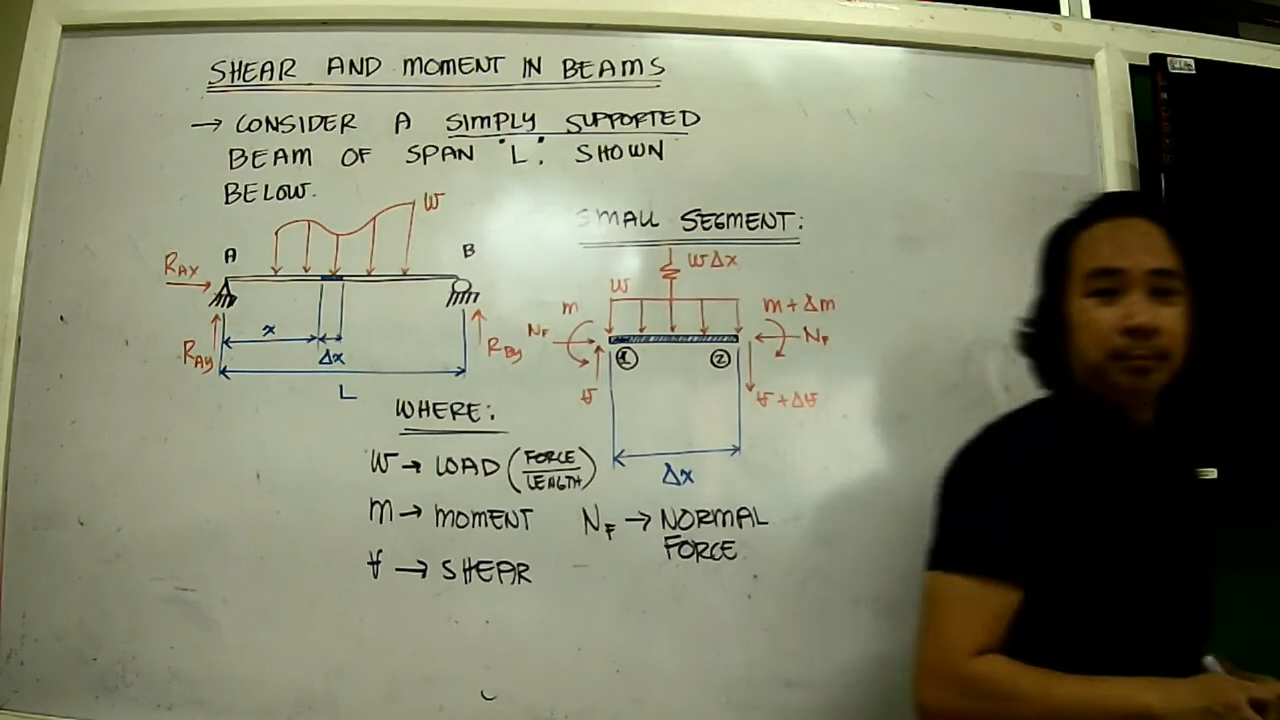 SHEAR AND MOMENT IN BEAMS
→ CONSIDER A SIMPLY SUPPORTED
BEAM OF SPAN "L". SHOWN
BELOW.
W
A
B
R_AX
R_AY
x
Δx
R_BY
L
SMALL SEGMENT:
WΔx
W
m
m + Δm
N_F
N_F
1
2
V
V + ΔV
Δx
WHERE:
W → LOAD (FORCE/LENGTH)
m → MOMENT
N_F → NORMAL
FORCE
V → SHEAR